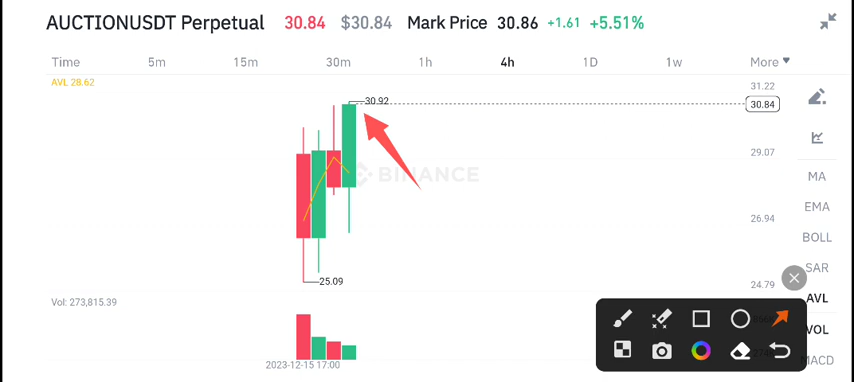 AUCTIONUSDT Perpetual 30.84 $30.84 Mark Price 30.86 +1.61 +5.51%
Time 5m 15m 30m 1h 4h 1D 1w More
AVL 28.62
31.22
30.92
30.84
29.07
BINANCE
MA
EMA
26.94
BOLL
SAR
25.09
24.79
AVL
Vol: 273,815.39
VOL
MACD
2023-12-15 17:00